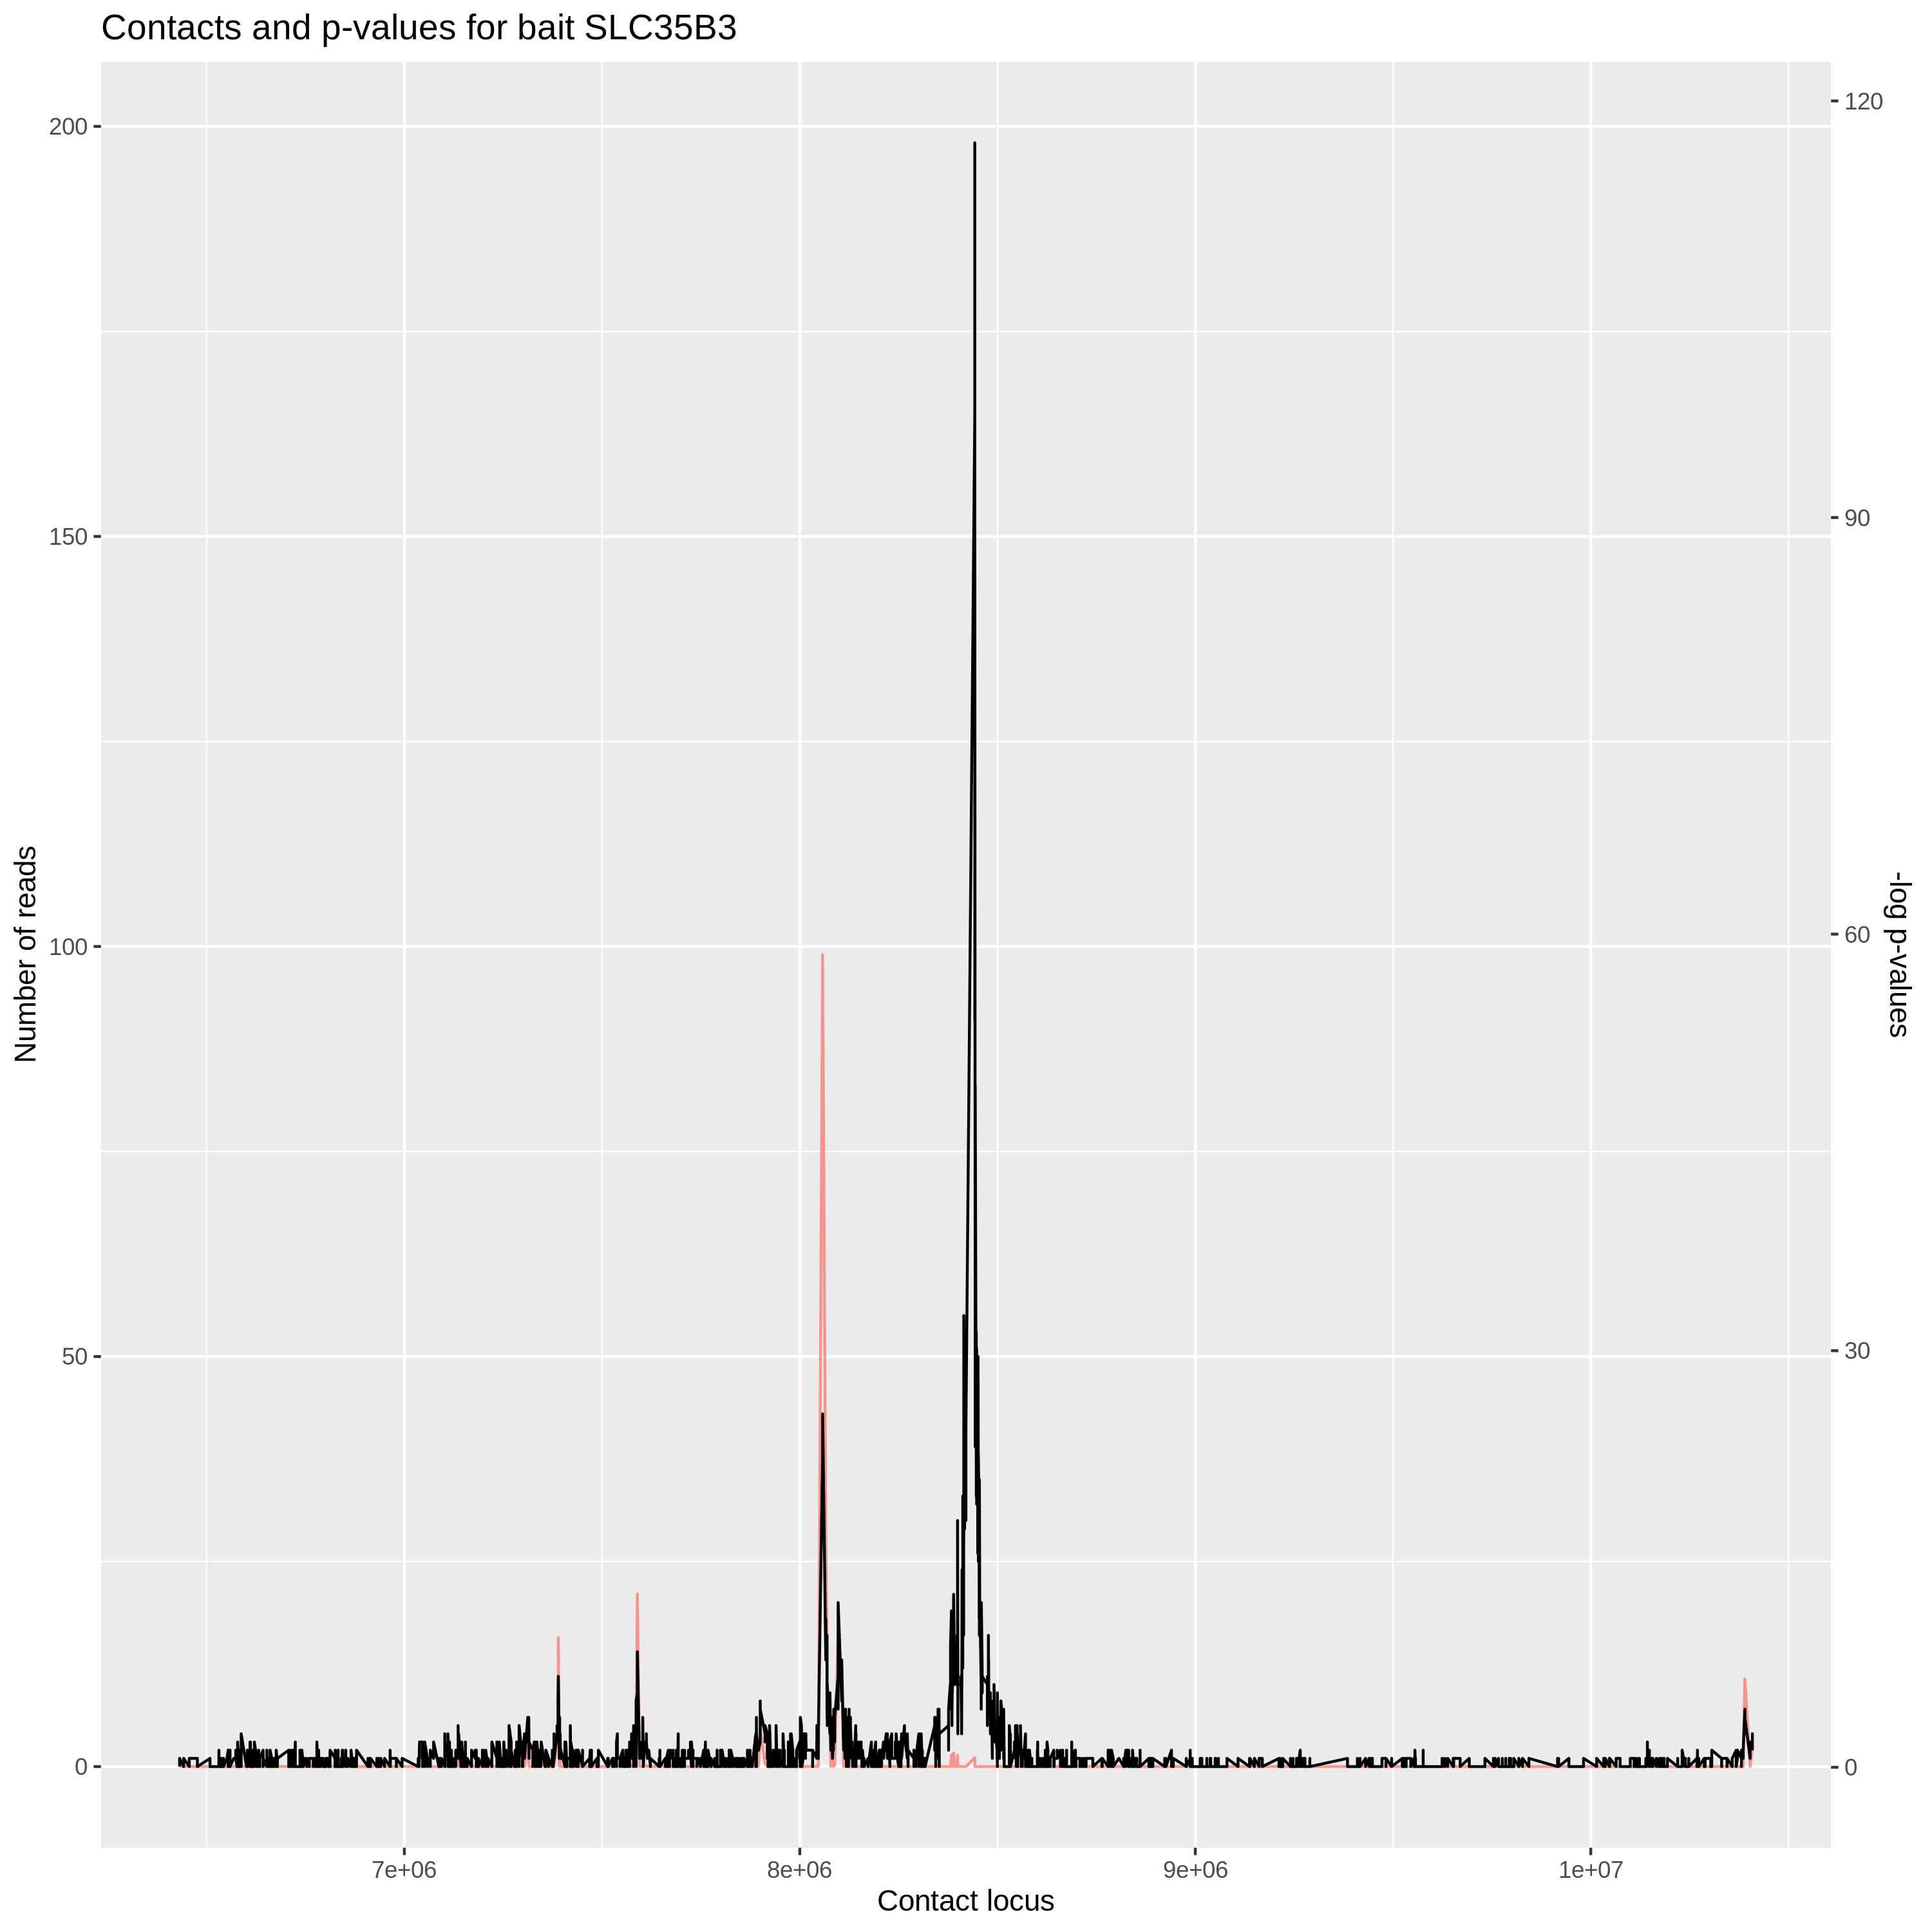 Contacts and p-values for bait SLC35B3
200
150
100
50
0
120
90
60
30
0
Number of reads
-log p-values
7e+06
8e+06
9e+06
1e+07
Contact locus